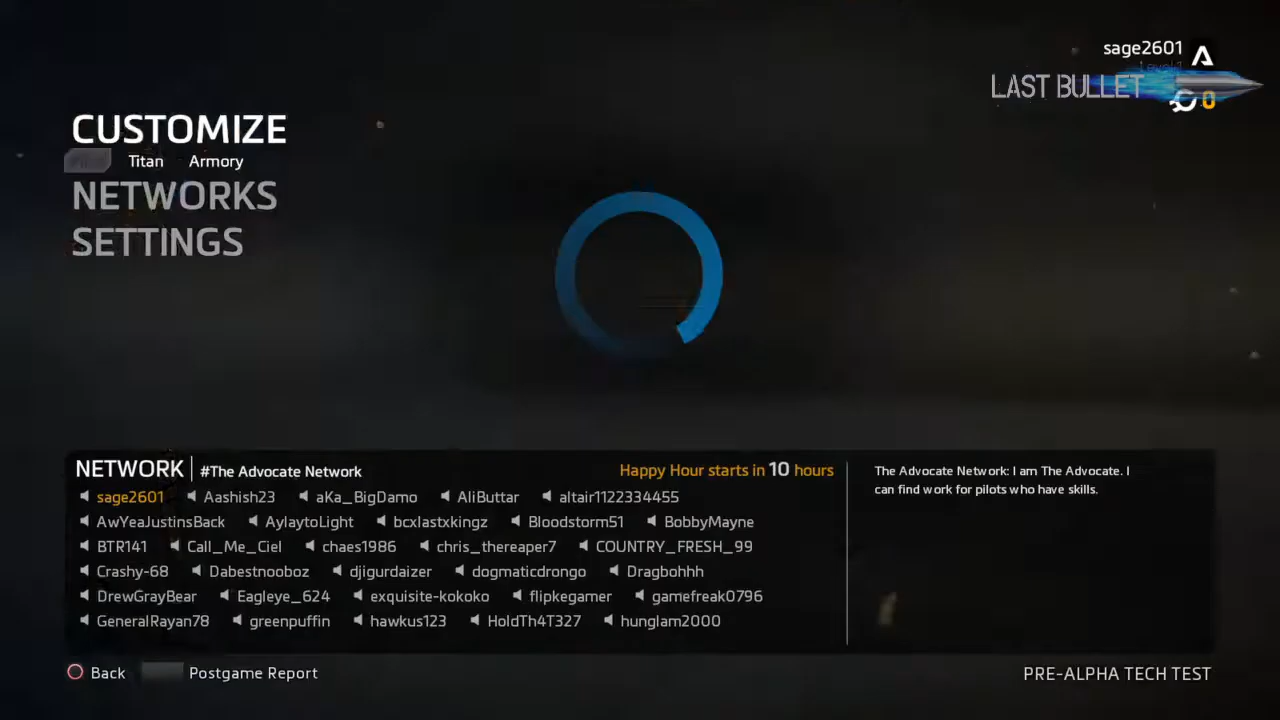 sage2601
Level 1
LAST BULLET
0
CUSTOMIZE
Titan Armory
NETWORKS
SETTINGS
NETWORK #The Advocate Network Happy Hour starts in 10 hours
sage2601 Aashish23 aKa_BigDamo AliButtar altair1122334455
AwYeaJustinsBack AylaytoLight bcxlastxkingz Bloodstorm51 BobbyMayne
BTR141 Call_Me_Ciel chaes1986 chris_thereaper7 COUNTRY_FRESH_99
Crashy-68 Dabestnooboz djigurdaizer dogmaticdrongo Dragbohhh
DrewGrayBear Eagleye_624 exquisite-kokoko flipkegamer gamefreak0796
GeneralRayan78 greenpuffin hawkus123 HoldTh4T327 hunglam2000
The Advocate Network: I am The Advocate. I
can find work for pilots who have skills.
Back Postgame Report
PRE-ALPHA TECH TEST